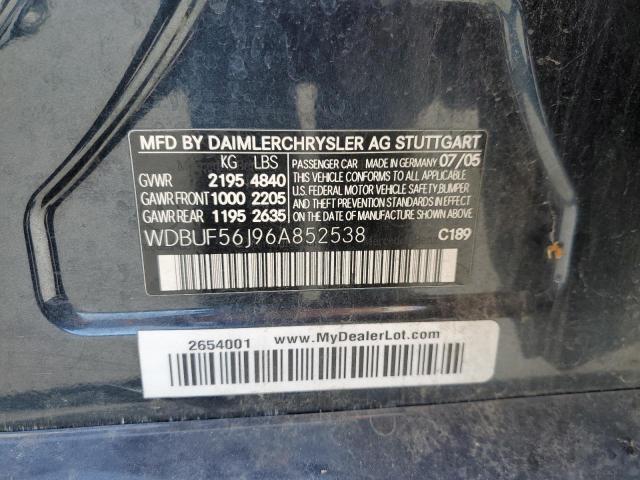 MFD BY DAIMLERCHRYSLER AG STUTTGART
KG LBS
GVWR 2195 4840
GAWR FRONT 1000 2205
GAWR REAR 1195 2635
PASSENGER CAR MADE IN GERMANY 07/05
THIS VEHICLE CONFORMS TO ALL APPLICABLE
U.S. FEDERAL MOTOR VEHICLE SAFETY, BUMPER
AND THEFT PREVENTION STANDARDS IN EFFECT
ON THE DATE OF MANUFACTURE SHOWN ABOVE
WDBUF56J96A852538 C189
2654001 www.MyDealerLot.com